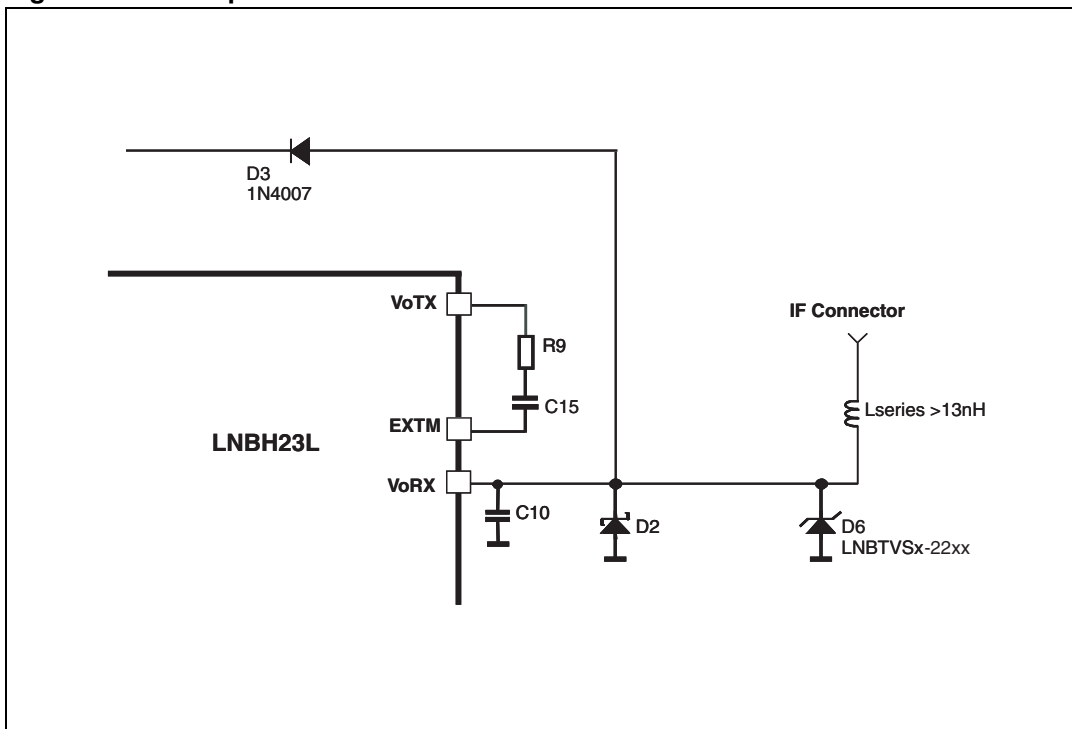 D3
1N4007
VoTX
R9
IF Connector
C15
Lseries >13nH
EXTM
LNBH23L
VoRX
C10
D2
D6
LNBTVSx-22xx